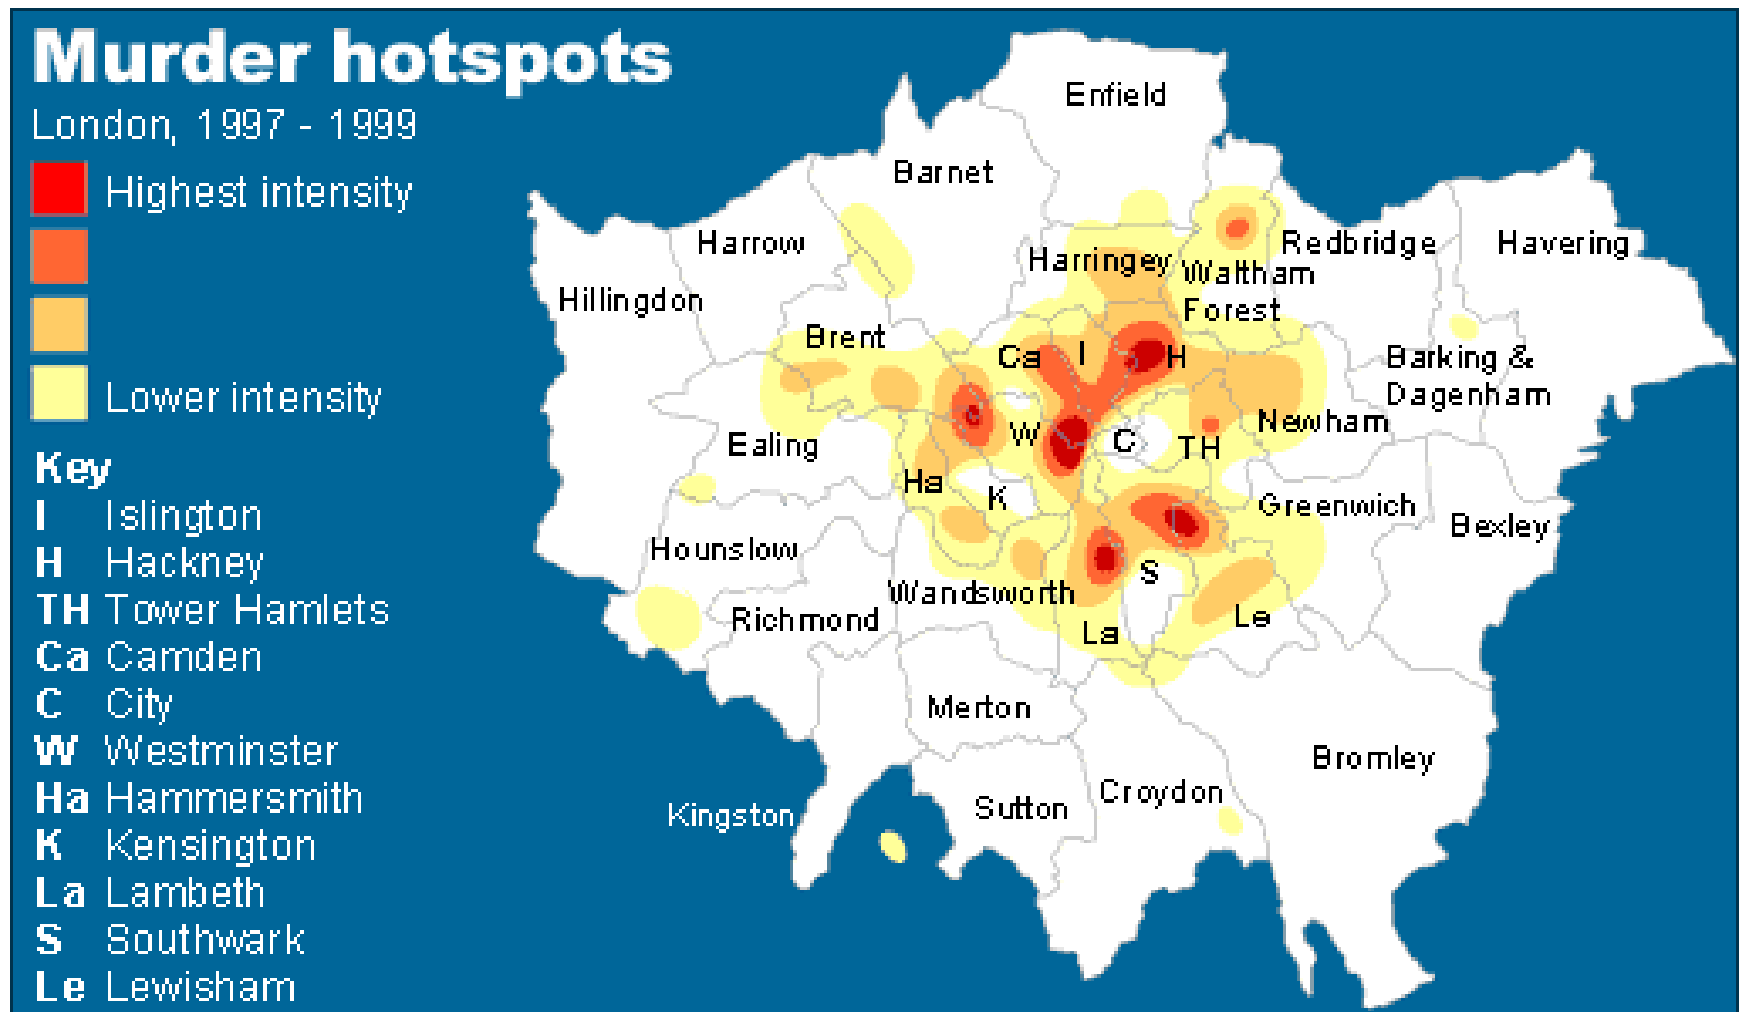 Murder hotspots
London, 1997 - 1999
Highest intensity
Lower intensity
Key
I Islington
H Hackney
TH Tower Hamlets
Ca Camden
C City
W Westminster
Ha Hammersmith
K Kensington
La Lambeth
S Southwark
Le Lewisham
Enfield
Barnet
Harrow
Harringey
Redbridge
Havering
Waltham
Forest
Hillingdon
Brent
Ca
I
H
Barking &
Dagenham
Newham
Ealing
W
C
TH
Ha
K
Greenwich
Bexley
Hounslow
S
Wandsworth
Richmond
La
Le
Merton
Bromley
Kingston
Sutton
Croydon